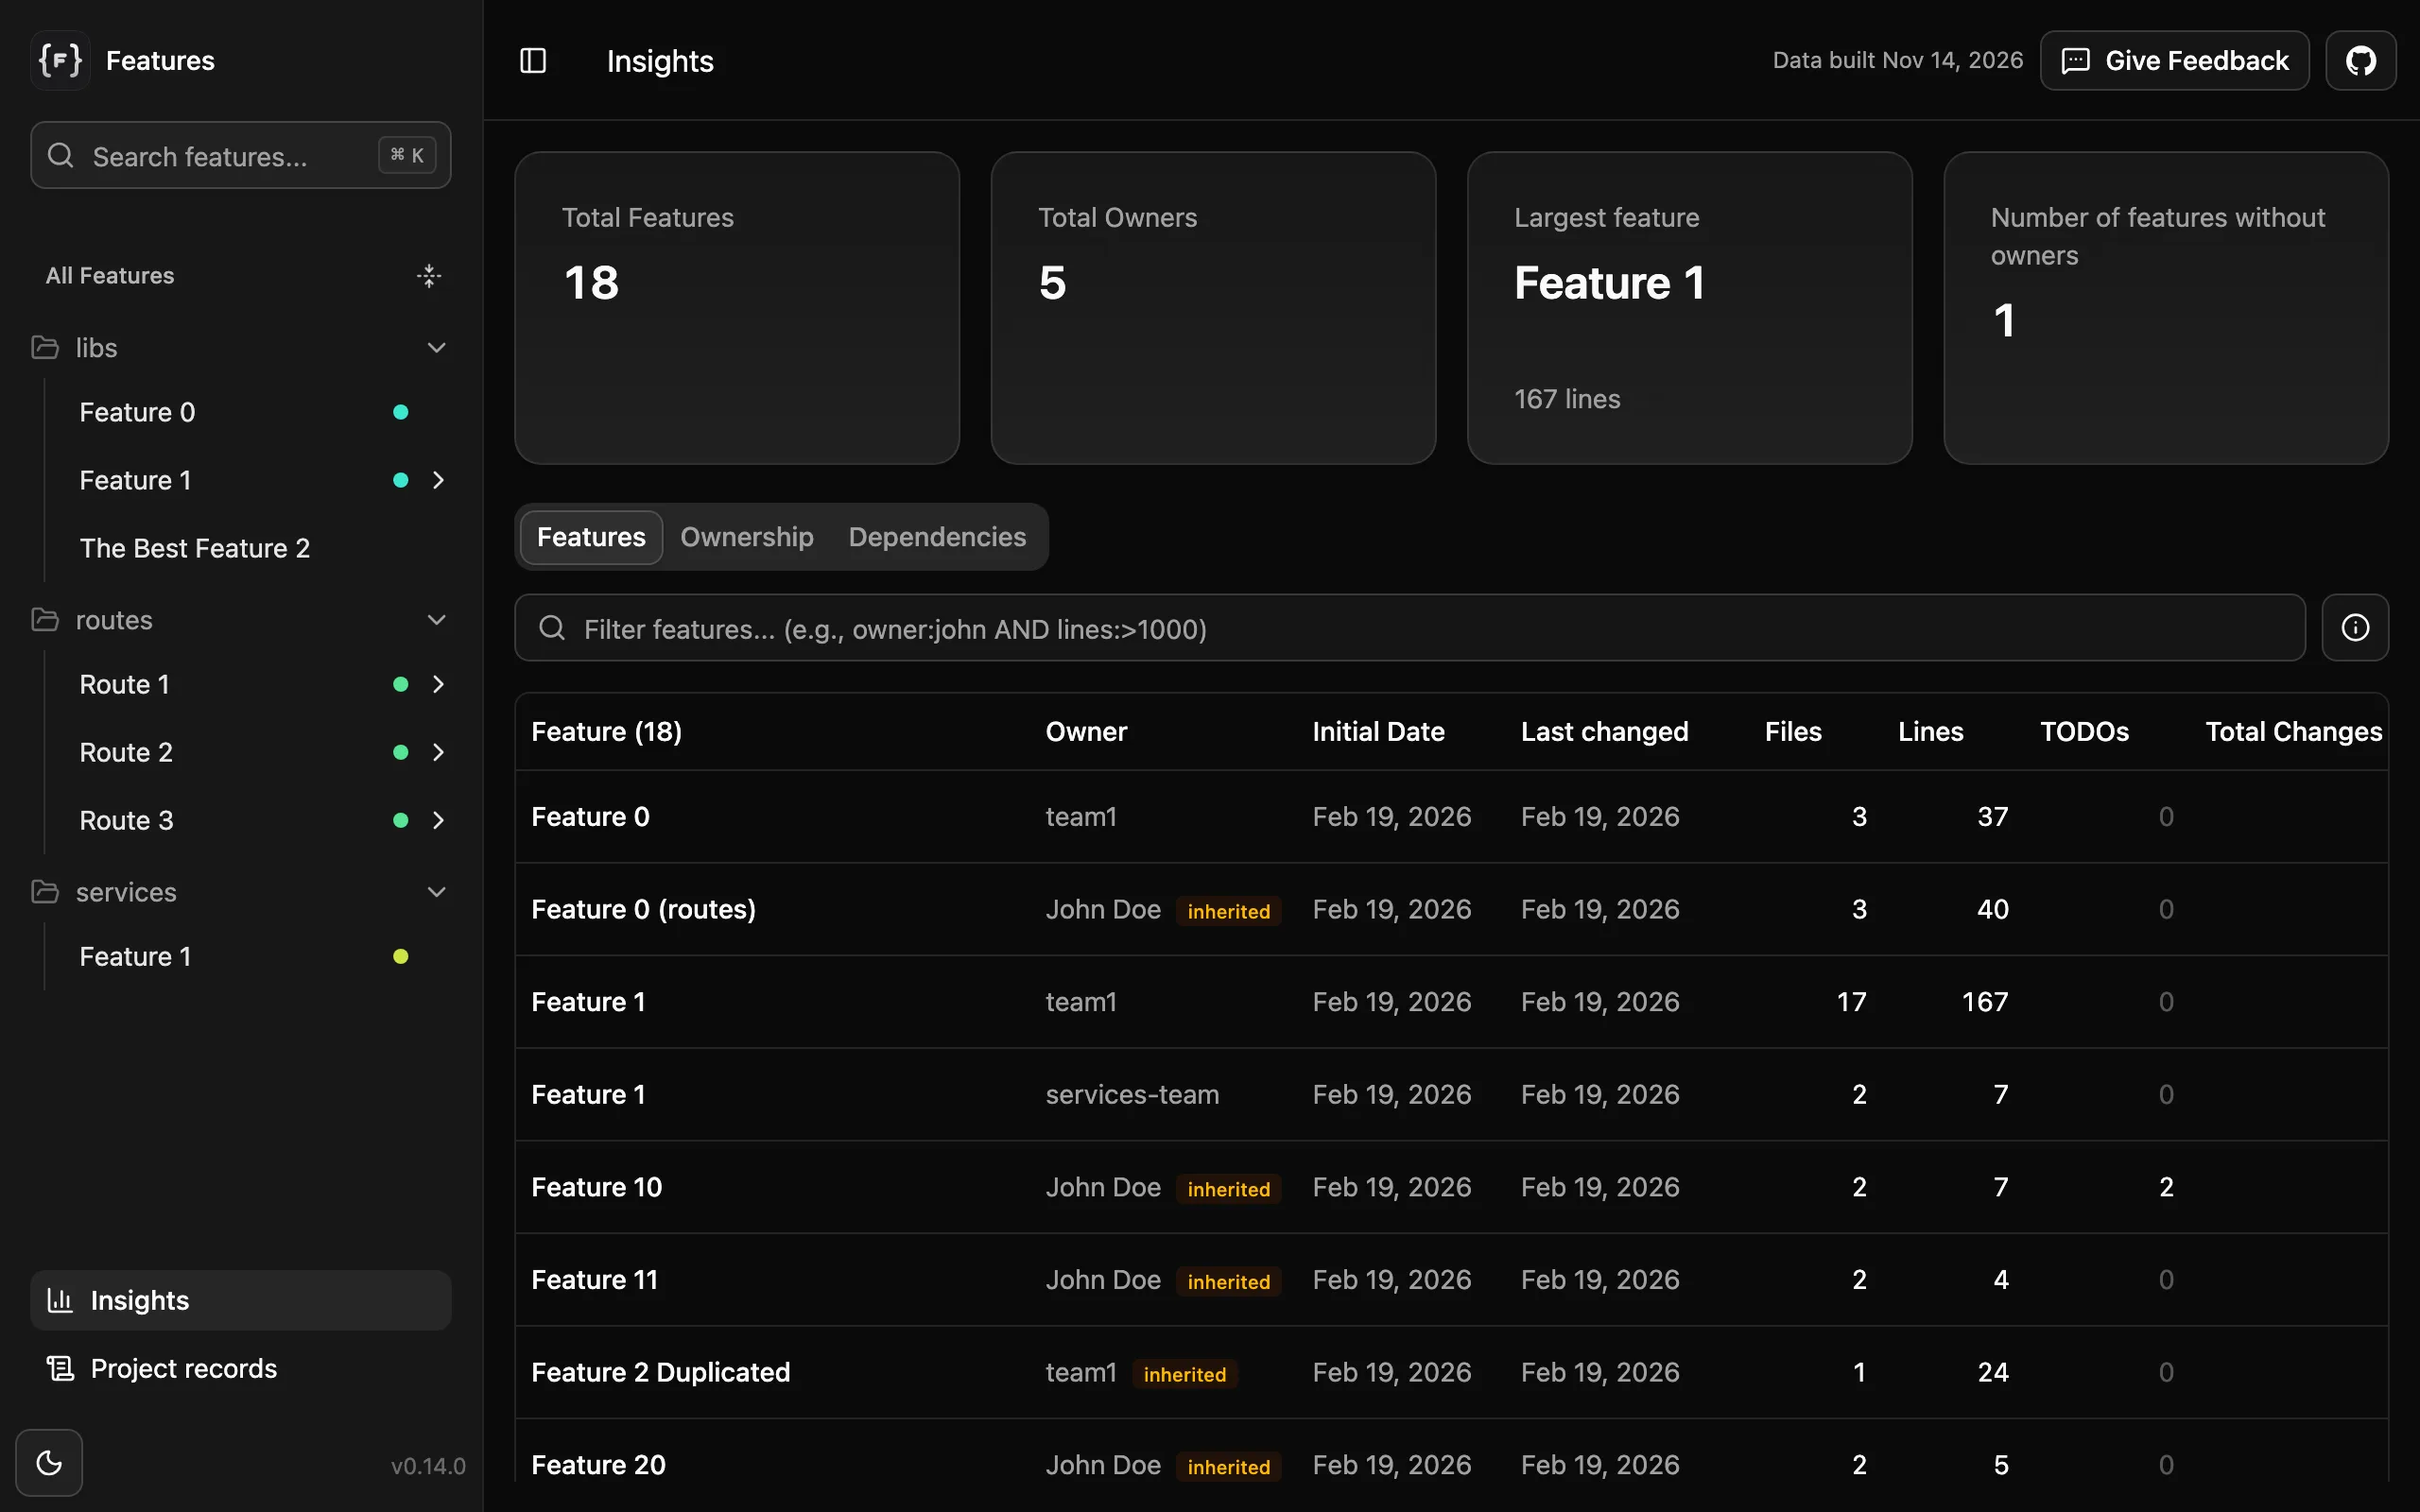 {F} Features
Search features... ⌘ K
All Features
libs
Feature 0
Feature 1
The Best Feature 2
routes
Route 1
Route 2
Route 3
services
Feature 1
Insights
Project records
v0.14.0
Insights
Data built Nov 14, 2026
Give Feedback
Total Features
18
Total Owners
5
Largest feature
Feature 1
167 lines
Number of features without
owners
1
Features Ownership Dependencies
Filter features... (e.g., owner:john AND lines:>1000)
Feature (18) Owner Initial Date Last changed Files Lines TODOs Total Changes
Feature 0 team1 Feb 19, 2026 Feb 19, 2026 3 37 0
Feature 0 (routes) John Doe inherited Feb 19, 2026 Feb 19, 2026 3 40 0
Feature 1 team1 Feb 19, 2026 Feb 19, 2026 17 167 0
Feature 1 services-team Feb 19, 2026 Feb 19, 2026 2 7 0
Feature 10 John Doe inherited Feb 19, 2026 Feb 19, 2026 2 7 2
Feature 11 John Doe inherited Feb 19, 2026 Feb 19, 2026 2 4 0
Feature 2 Duplicated team1 inherited Feb 19, 2026 Feb 19, 2026 1 24 0
Feature 20 John Doe inherited Feb 19, 2026 Feb 19, 2026 2 5 0